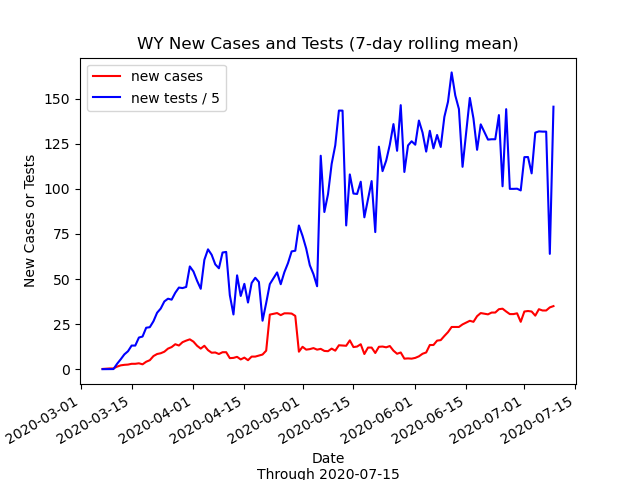 WY New Cases and Tests (7-day rolling mean)
new cases
new tests / 5
New Cases or Tests
150
125
100
75
50
25
0
2020-03-01
2020-03-15
2020-04-01
2020-04-15
2020-05-01
2020-05-15
2020-06-01
2020-06-15
2020-07-01
2020-07-15
Date
Through 2020-07-15